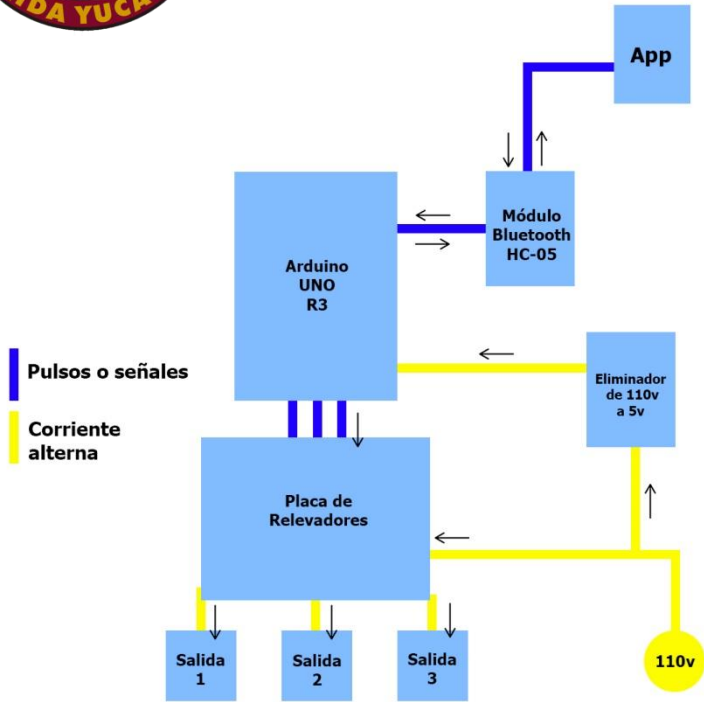 IDA YUCA
App
Módulo
Bluetooth
HC-05
Arduino
UNO
R3
Pulsos o señales
Corriente
alterna
Eliminador
de 110v
a 5v
Placa de
Relevadores
Salida
1
Salida
2
Salida
3
110v